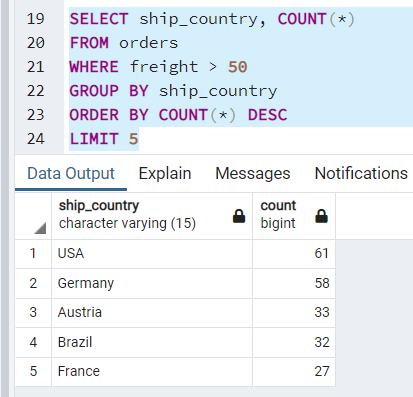 19 SELECT ship_country, COUNT(*)
20 FROM orders
21 WHERE freight > 50
22 GROUP BY ship_country
23 ORDER BY COUNT(*) DESC
24 LIMIT 5
Data Output Explain Messages Notifications
ship_country count
character varying (15) bigint
1 USA 61
2 Germany 58
3 Austria 33
4 Brazil 32
5 France 27